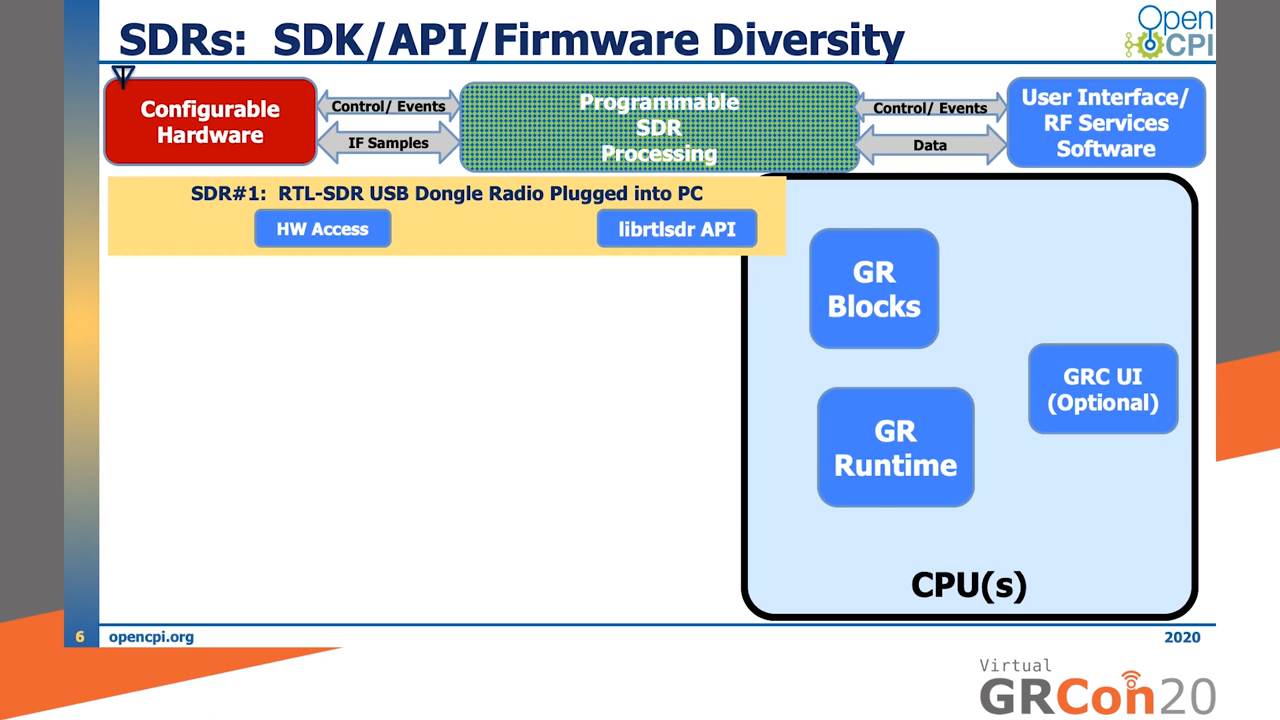 SDRs: SDK/API/Firmware Diversity
Open
CPI
Configurable
Hardware
Control/ Events
IF Samples
Programmable
SDR
Processing
Control/ Events
Data
User Interface/
RF Services
Software
SDR#1: RTL-SDR USB Dongle Radio Plugged into PC
HW Access
librtlsdr API
GR
Blocks
GR
Runtime
GRC UI
(Optional)
CPU(s)
6
opencpi.org
2020
Virtual
GRCon20